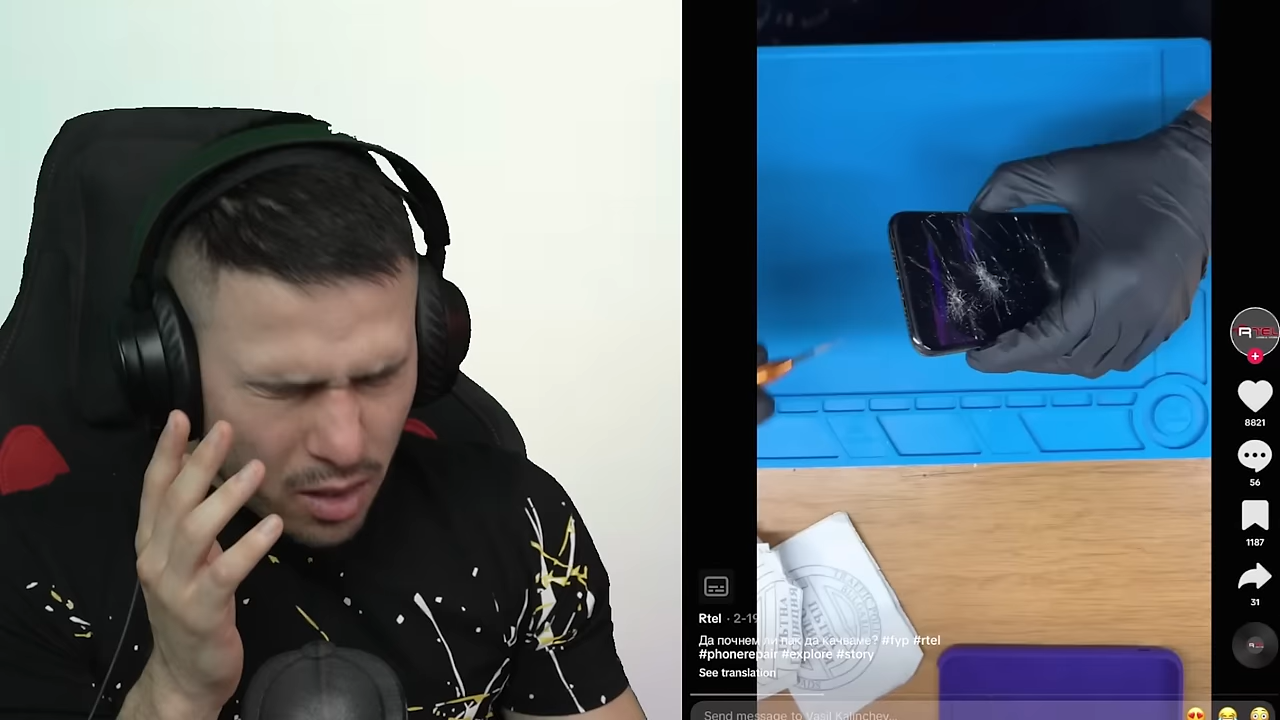 RTEL
8821
56
1187
31
Rtel · 2-19
Да почнем ли пак да качваме? #fyp #rtel
#phonerepair #explore #story
See translation
Send message to Vasil Kalinchev...